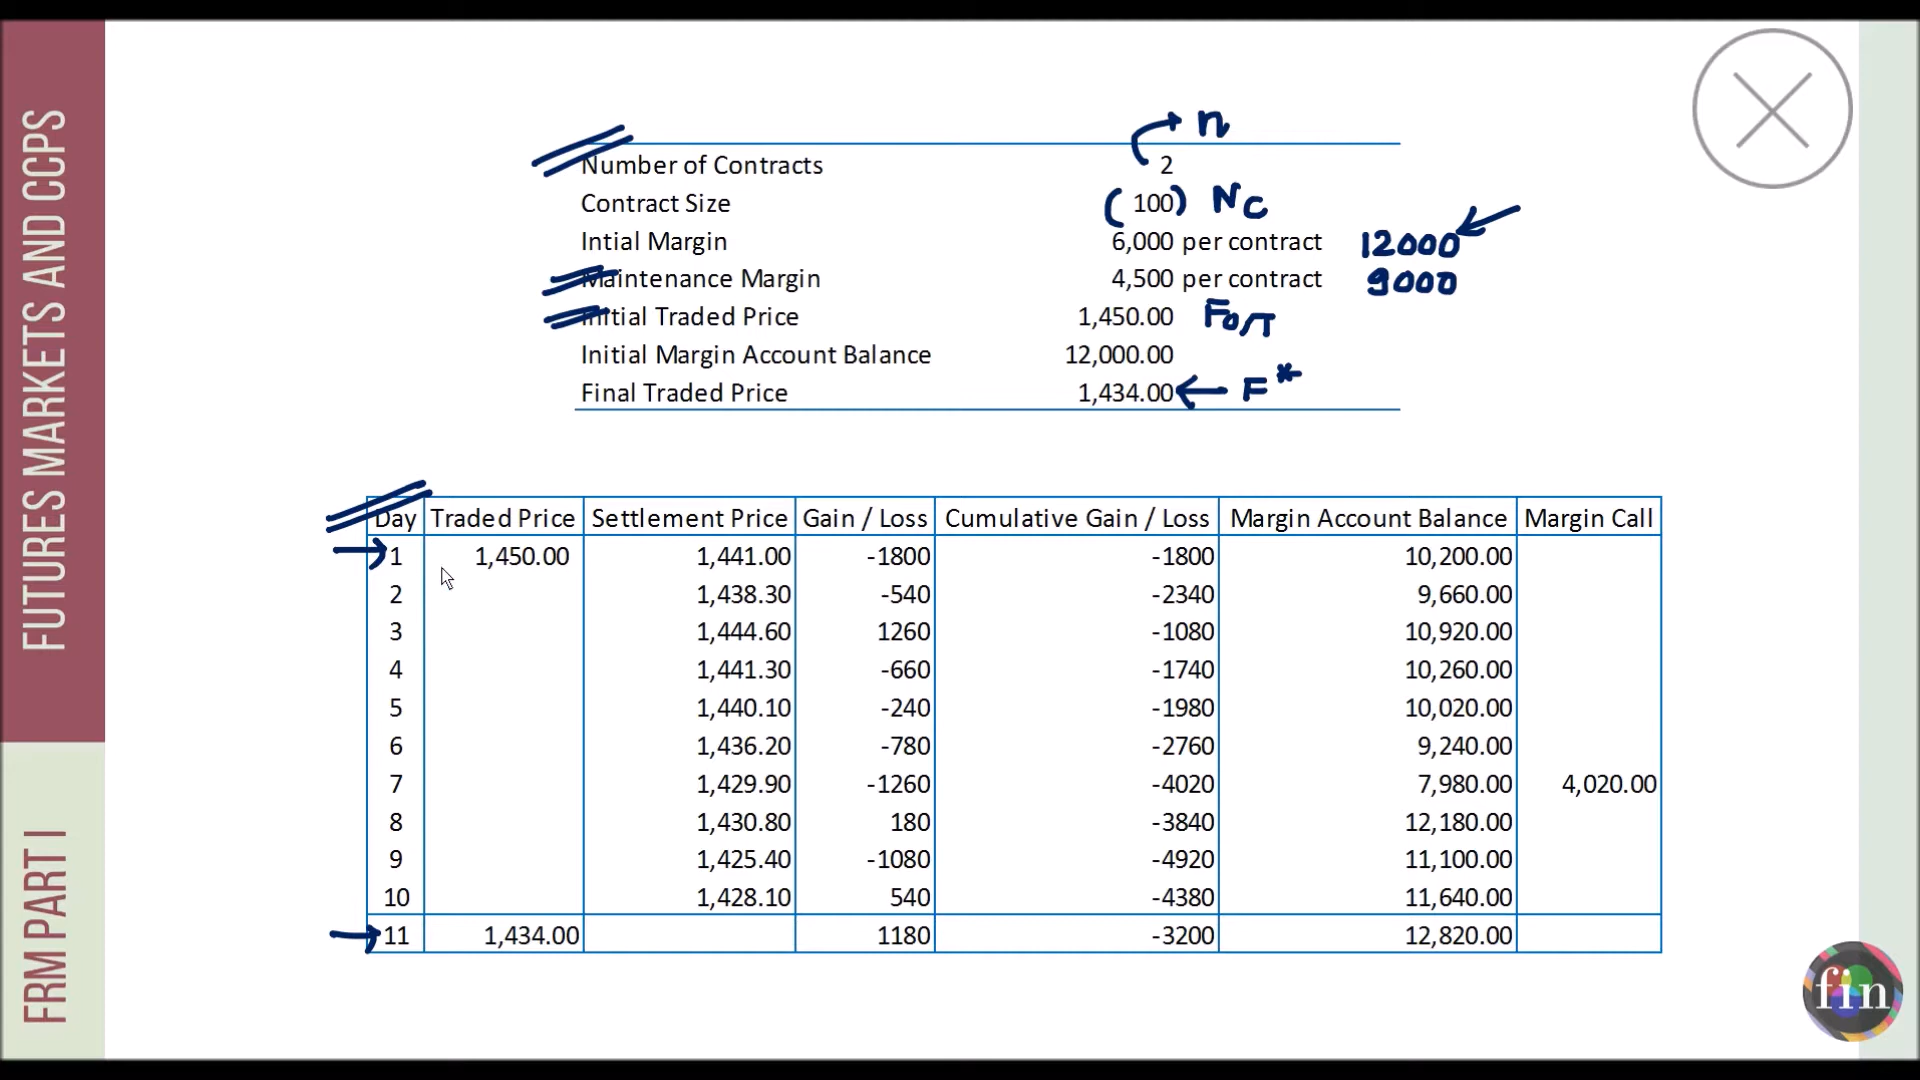 FUTURES MARKETS AND CCPS
FRM PART I
n
Number of Contracts 2
Contract Size (100) Nc
Intial Margin 6,000 per contract 12000
Maintenance Margin 4,500 per contract 9000
Initial Traded Price 1,450.00 F0/T
Initial Margin Account Balance 12,000.00
Final Traded Price 1,434.00 F*
Day Traded Price Settlement Price Gain / Loss Cumulative Gain / Loss Margin Account Balance Margin Call
1 1,450.00 1,441.00 -1800 -1800 10,200.00
2 1,438.30 -540 -2340 9,660.00
3 1,444.60 1260 -1080 10,920.00
4 1,441.30 -660 -1740 10,260.00
5 1,440.10 -240 -1980 10,020.00
6 1,436.20 -780 -2760 9,240.00
7 1,429.90 -1260 -4020 7,980.00 4,020.00
8 1,430.80 180 -3840 12,180.00
9 1,425.40 -1080 -4920 11,100.00
10 1,428.10 540 -4380 11,640.00
11 1,434.00 1180 -3200 12,820.00
fin